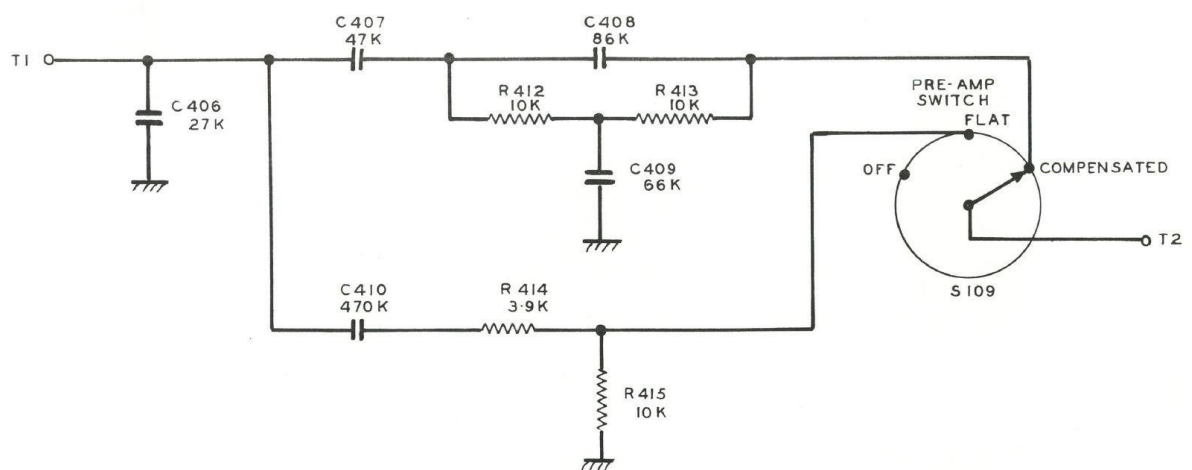 C407
47K
C408
86K
T1
C406
27K
R412
10K
R413
10K
PRE-AMP
SWITCH
FLAT
OFF
COMPENSATED
C409
66K
T2
S109
C410
470K
R414
3.9K
R415
10K